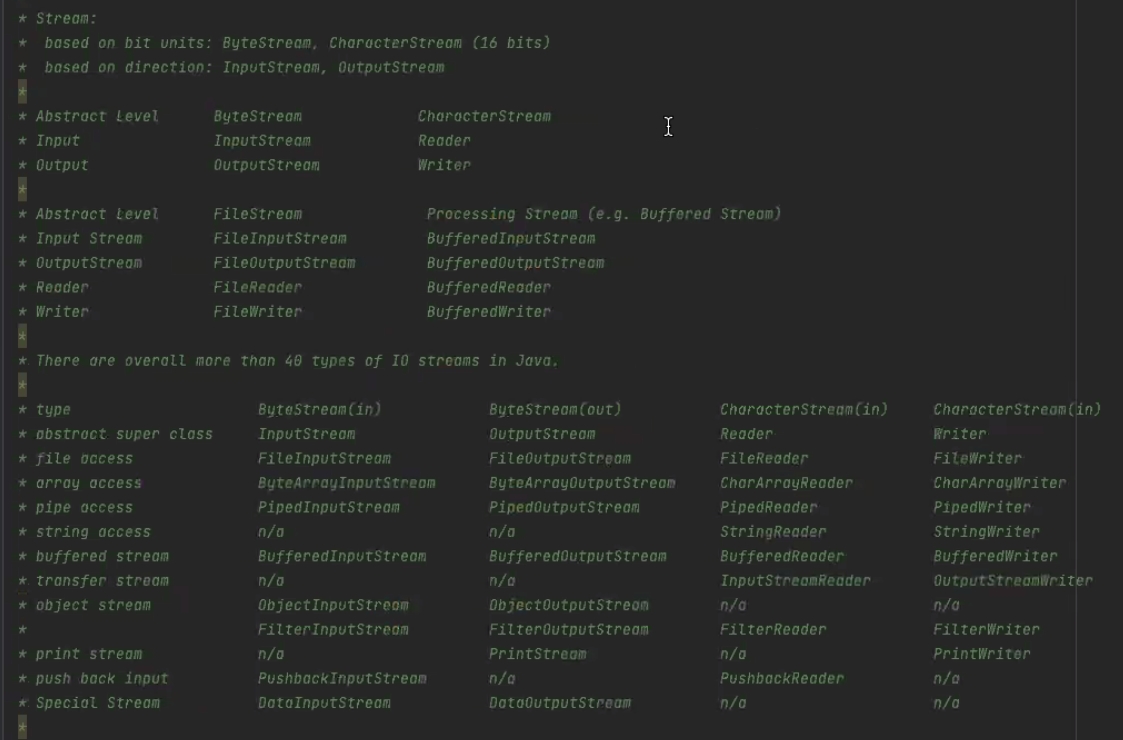 * Stream:
*  based on bit units: ByteStream, CharacterStream (16 bits)
*  based on direction: InputStream, OutputStream
*
* Abstract Level      ByteStream             CharacterStream
* Input               InputStream            Reader
* Output              OutputStream           Writer
*
* Abstract Level      FileStream              Processing Stream (e.g. Buffered Stream)
* Input Stream        FileInputStream         BufferedInputStream
* OutputStream        FileOutputStream        BufferedOutputStream
* Reader              FileReader              BufferedReader
* Writer              FileWriter              BufferedWriter
*
* There are overall more than 40 types of IO streams in Java.
*
* type                     ByteStream(in)            ByteStream(out)           CharacterStream(in)     CharacterStream(in)
* abstract super class     InputStream               OutputStream              Reader                  Writer
* file access              FileInputStream           FileOutputStream          FileReader              FileWriter
* array access             ByteArrayInputStream      ByteArrayOutputStream     CharArrayReader         CharArrayWriter
* pipe access              PipedInputStream          PipedOutputStream         PipedReader             PipedWriter
* string access            n/a                       n/a                       StringReader            StringWriter
* buffered stream          BufferedInputStream       BufferedOutputStream      BufferedReader          BufferedWriter
* transfer stream          n/a                       n/a                       InputStreamReader       OutputStreamWriter
* object stream            ObjectInputStream         ObjectOutputStream        n/a                     n/a
*                          FilterInputStream         FilterOutputStream        FilterReader            FilterWriter
* print stream             n/a                       PrintStream               n/a                     PrintWriter
* push back input          PushbackInputStream       n/a                       PushbackReader          n/a
* Special Stream           DataInputStream           DataOutputStream          n/a                     n/a
*